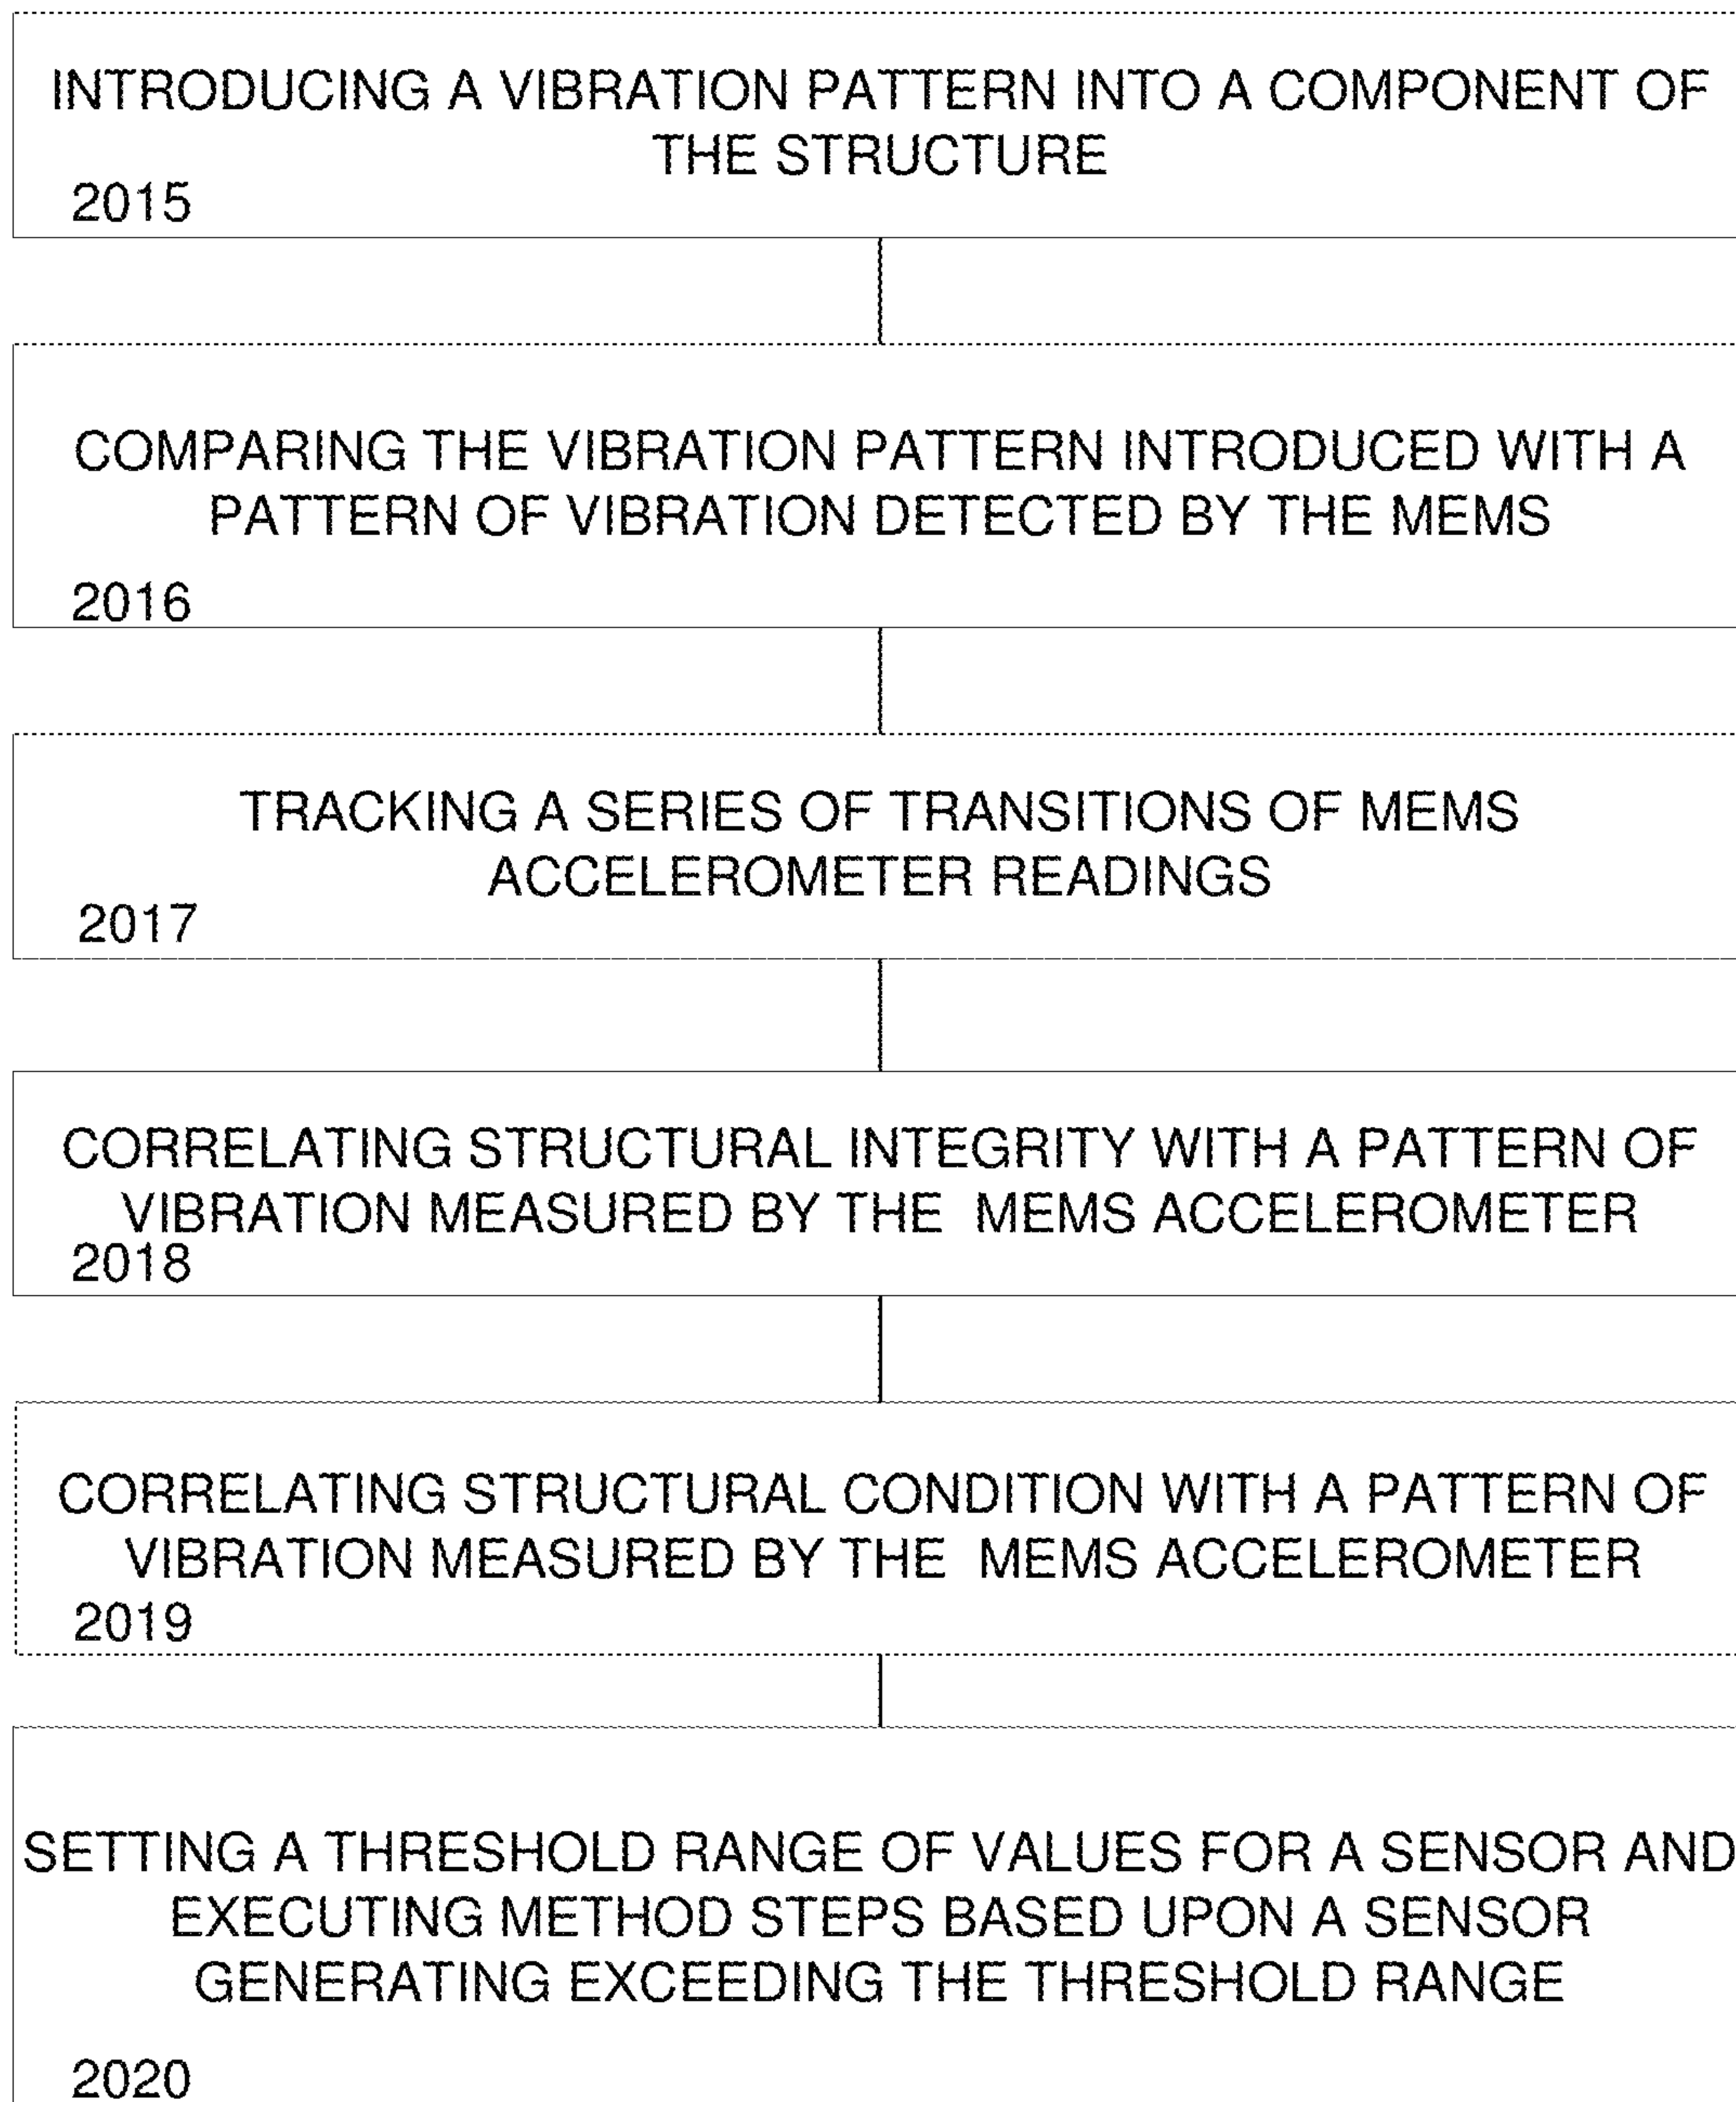 INTRODUCING A VIBRATION PATTERN INTO A COMPONENT OF
THE STRUCTURE
2015
COMPARING THE VIBRATION PATTERN INTRODUCED WITH A
PATTERN OF VIBRATION DETECTED BY THE MEMS
2016
TRACKING A SERIES OF TRANSITIONS OF MEMS
ACCELEROMETER READINGS
2017
CORRELATING STRUCTURAL INTEGRITY WITH A PATTERN OF
VIBRATION MEASURED BY THE MEMS ACCELEROMETER
2018
CORRELATING STRUCTURAL CONDITION WITH A PATTERN OF
VIBRATION MEASURED BY THE MEMS ACCELEROMETER
2019
SETTING A THRESHOLD RANGE OF VALUES FOR A SENSOR AND
EXECUTING METHOD STEPS BASED UPON A SENSOR
GENERATING EXCEEDING THE THRESHOLD RANGE
2020